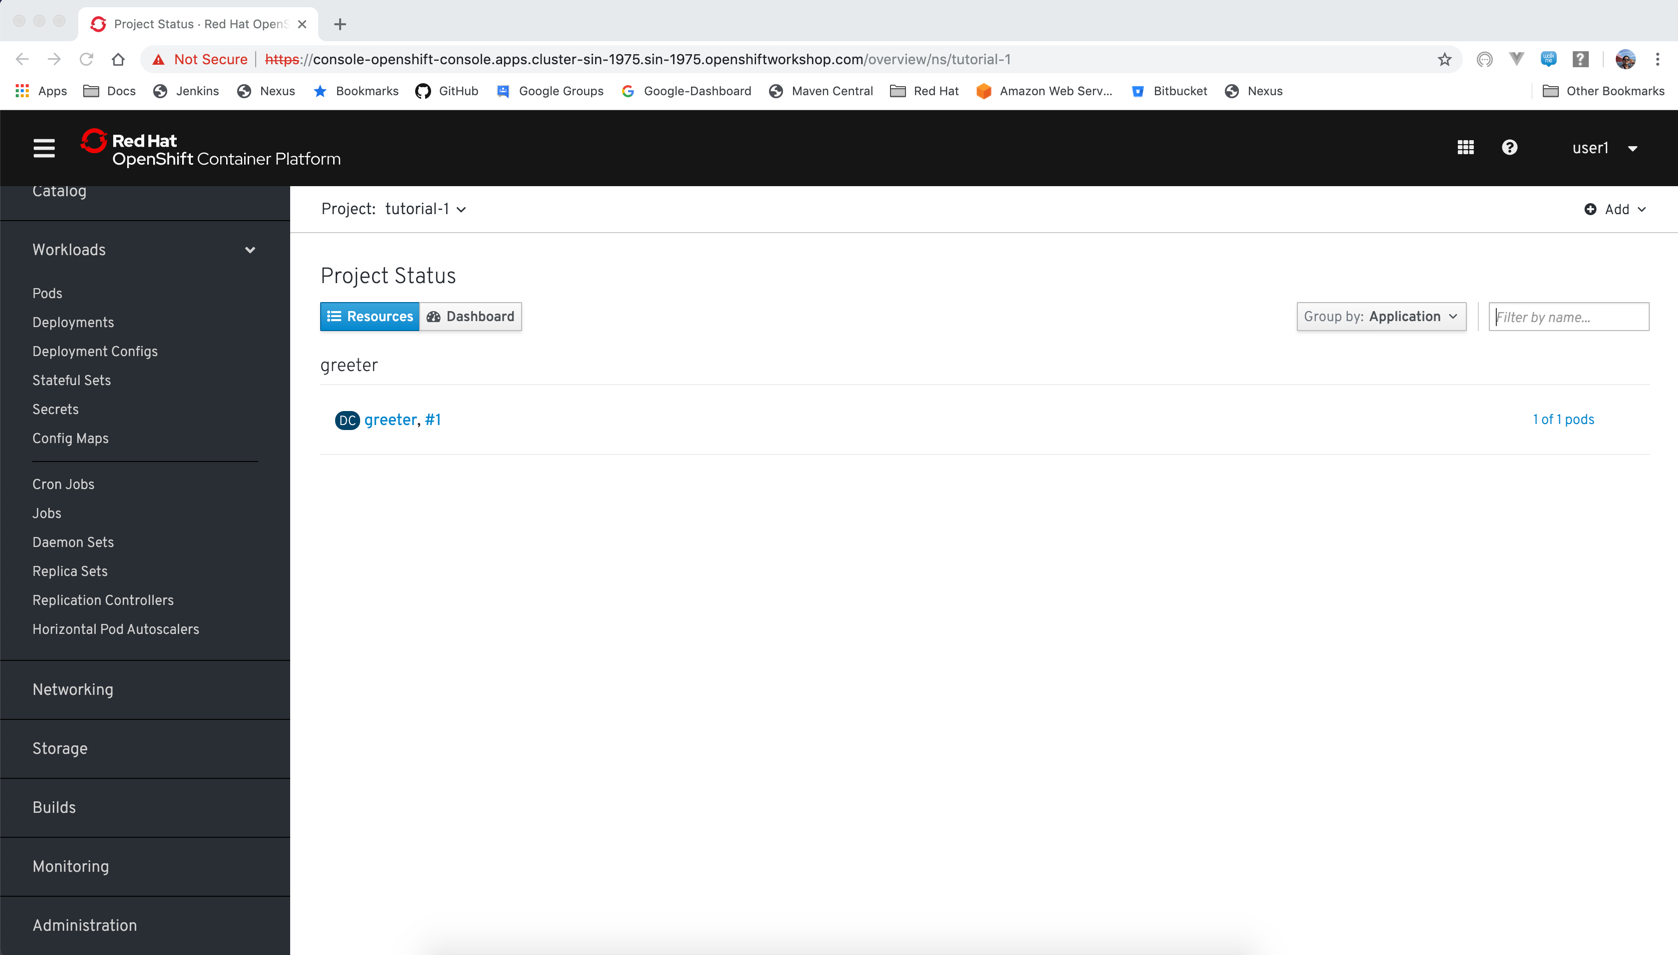 Project Status · Red Hat OpenS
Not Secure | https://console-openshift-console.apps.cluster-sin-1975.sin-1975.openshiftworkshop.com/overview/ns/tutorial-1
Apps Docs Jenkins Nexus Bookmarks GitHub Google Groups Google-Dashboard Maven Central Red Hat Amazon Web Serv... Bitbucket Nexus Other Bookmarks
Red Hat
OpenShift Container Platform
user1
Catalog
Workloads
Pods
Deployments
Deployment Configs
Stateful Sets
Secrets
Config Maps
Cron Jobs
Jobs
Daemon Sets
Replica Sets
Replication Controllers
Horizontal Pod Autoscalers
Networking
Storage
Builds
Monitoring
Administration
Project: tutorial-1
Add
Project Status
Resources Dashboard
Group by: Application
Filter by name...
greeter
DC greeter, #1
1 of 1 pods